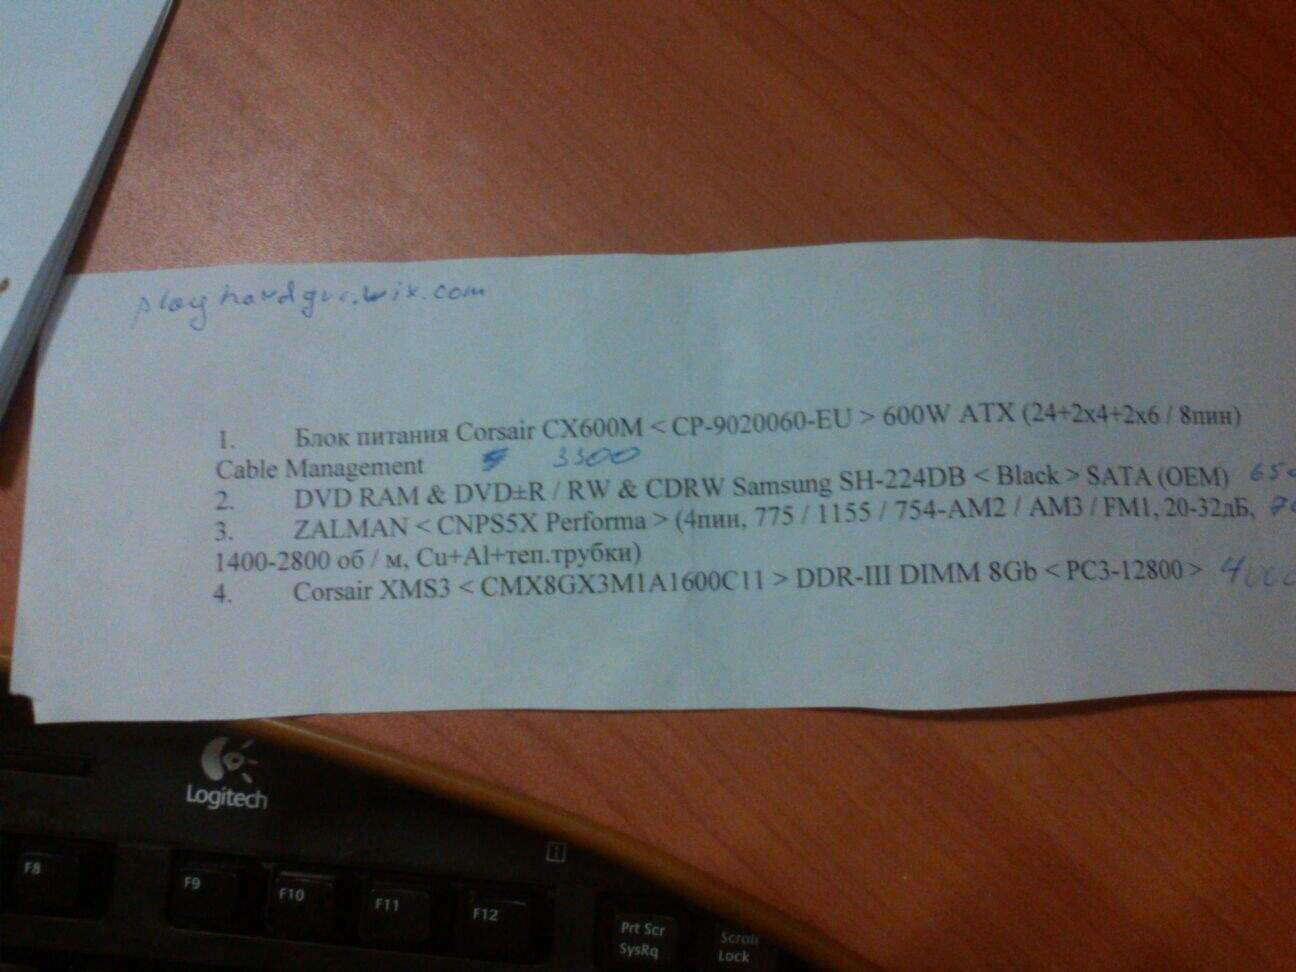 playhardgvc.wix.com
1. Блок питания Corsair CX600M < CP-9020060-EU > 600W ATX (24+2x4+2x6 / 8пин)
Cable Management 3300
2. DVD RAM & DVD±R / RW & CDRW Samsung SH-224DB < Black > SATA (OEM)
3. ZALMAN < CNPS5X Performa > (4пин, 775 / 1155 / 754-AM2 / AM3 / FM1, 20-32дБ,
1400-2800 об / м, Cu+Al+теп.трубки)
4. Corsair XMS3 < CMX8GX3M1A1600C11 > DDR-III DIMM 8Gb < PC3-12800 > 4000
Logitech
F8
F9
F10
F11
F12
Prt Scr
SysRq
Scroll
Lock